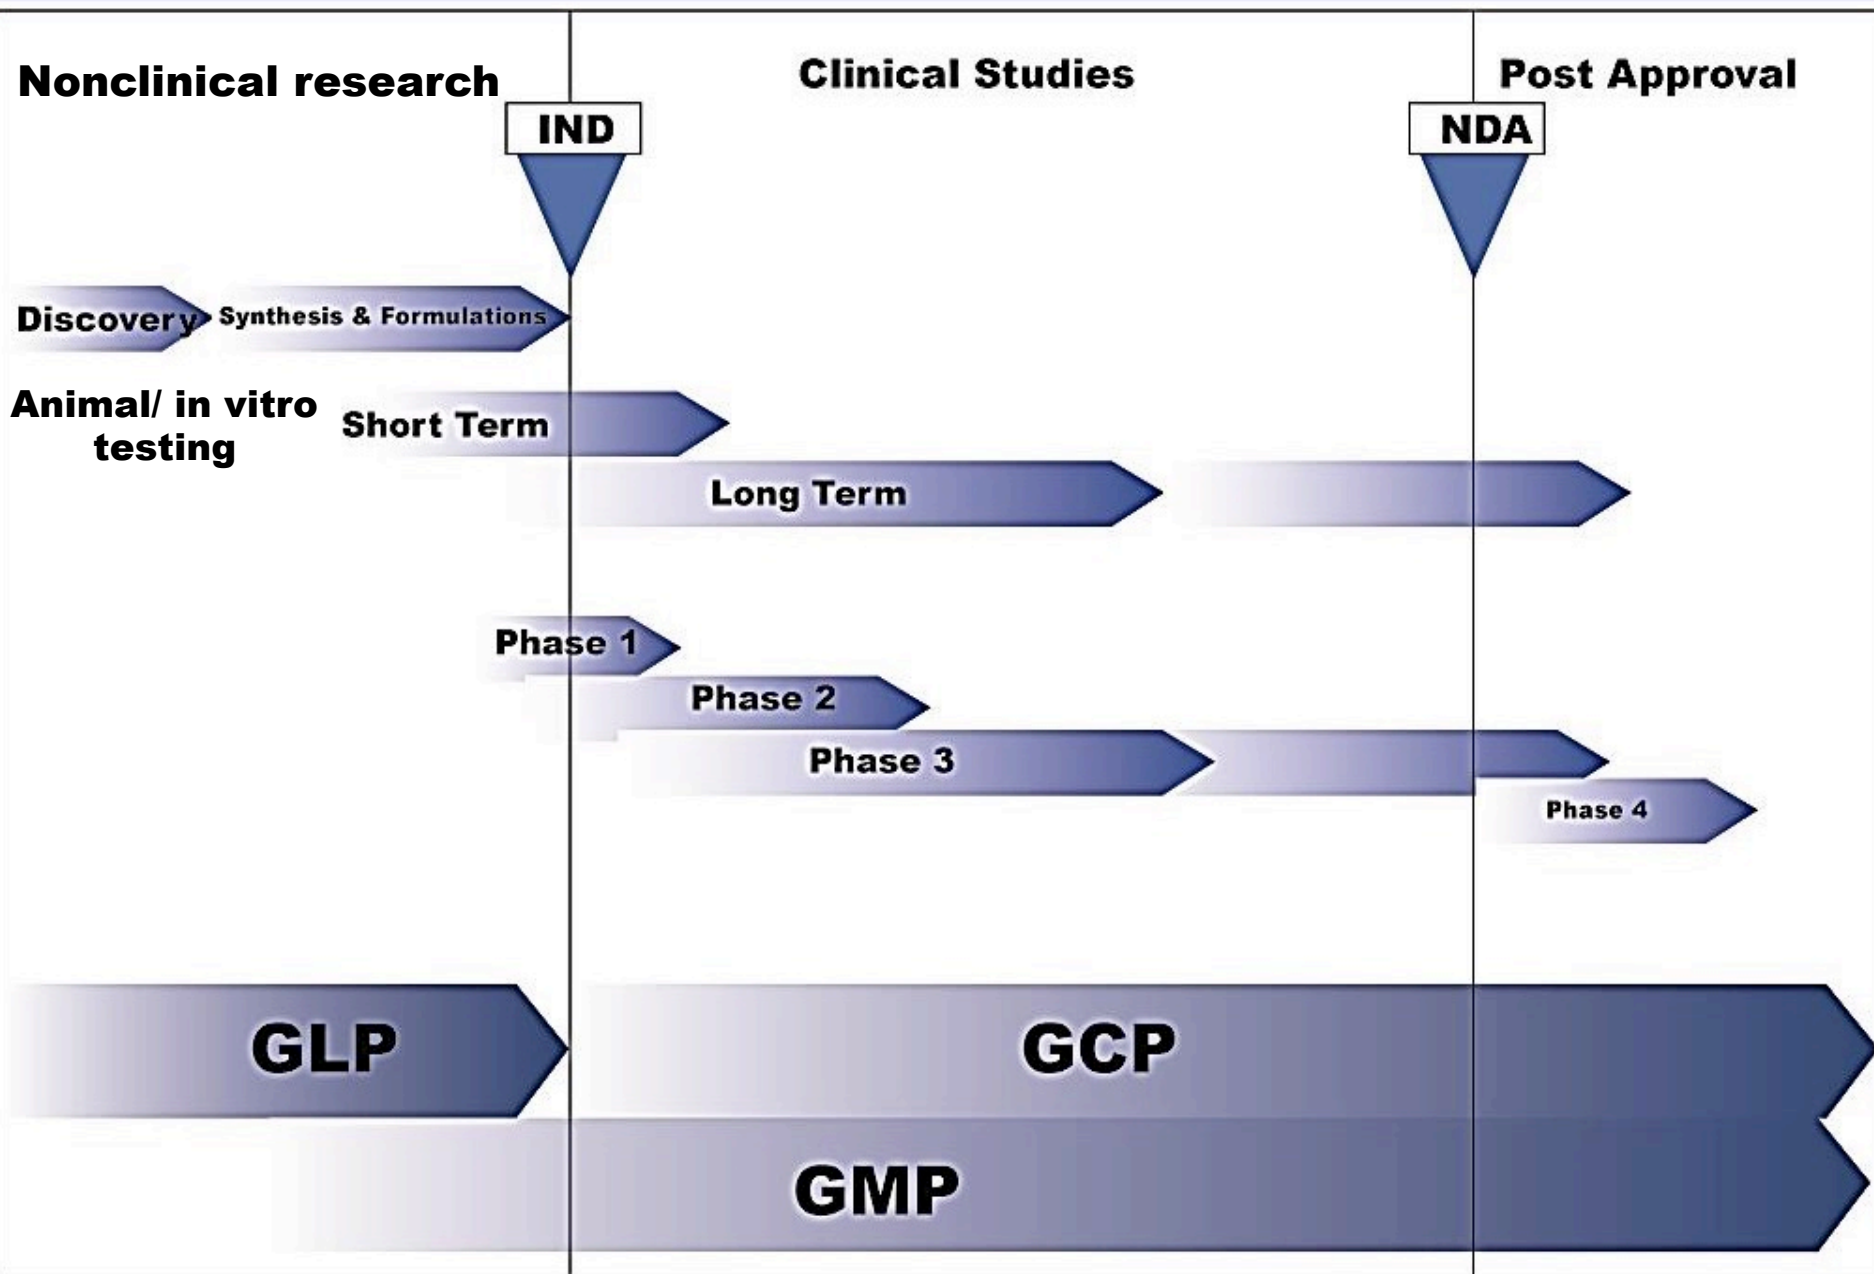 Nonclinical research
Clinical Studies
Post Approval
IND
NDA
Discovery
Synthesis & Formulations
Animal/ in vitro
testing
Short Term
Long Term
Phase 1
Phase 2
Phase 3
Phase 4
GLP
GCP
GMP